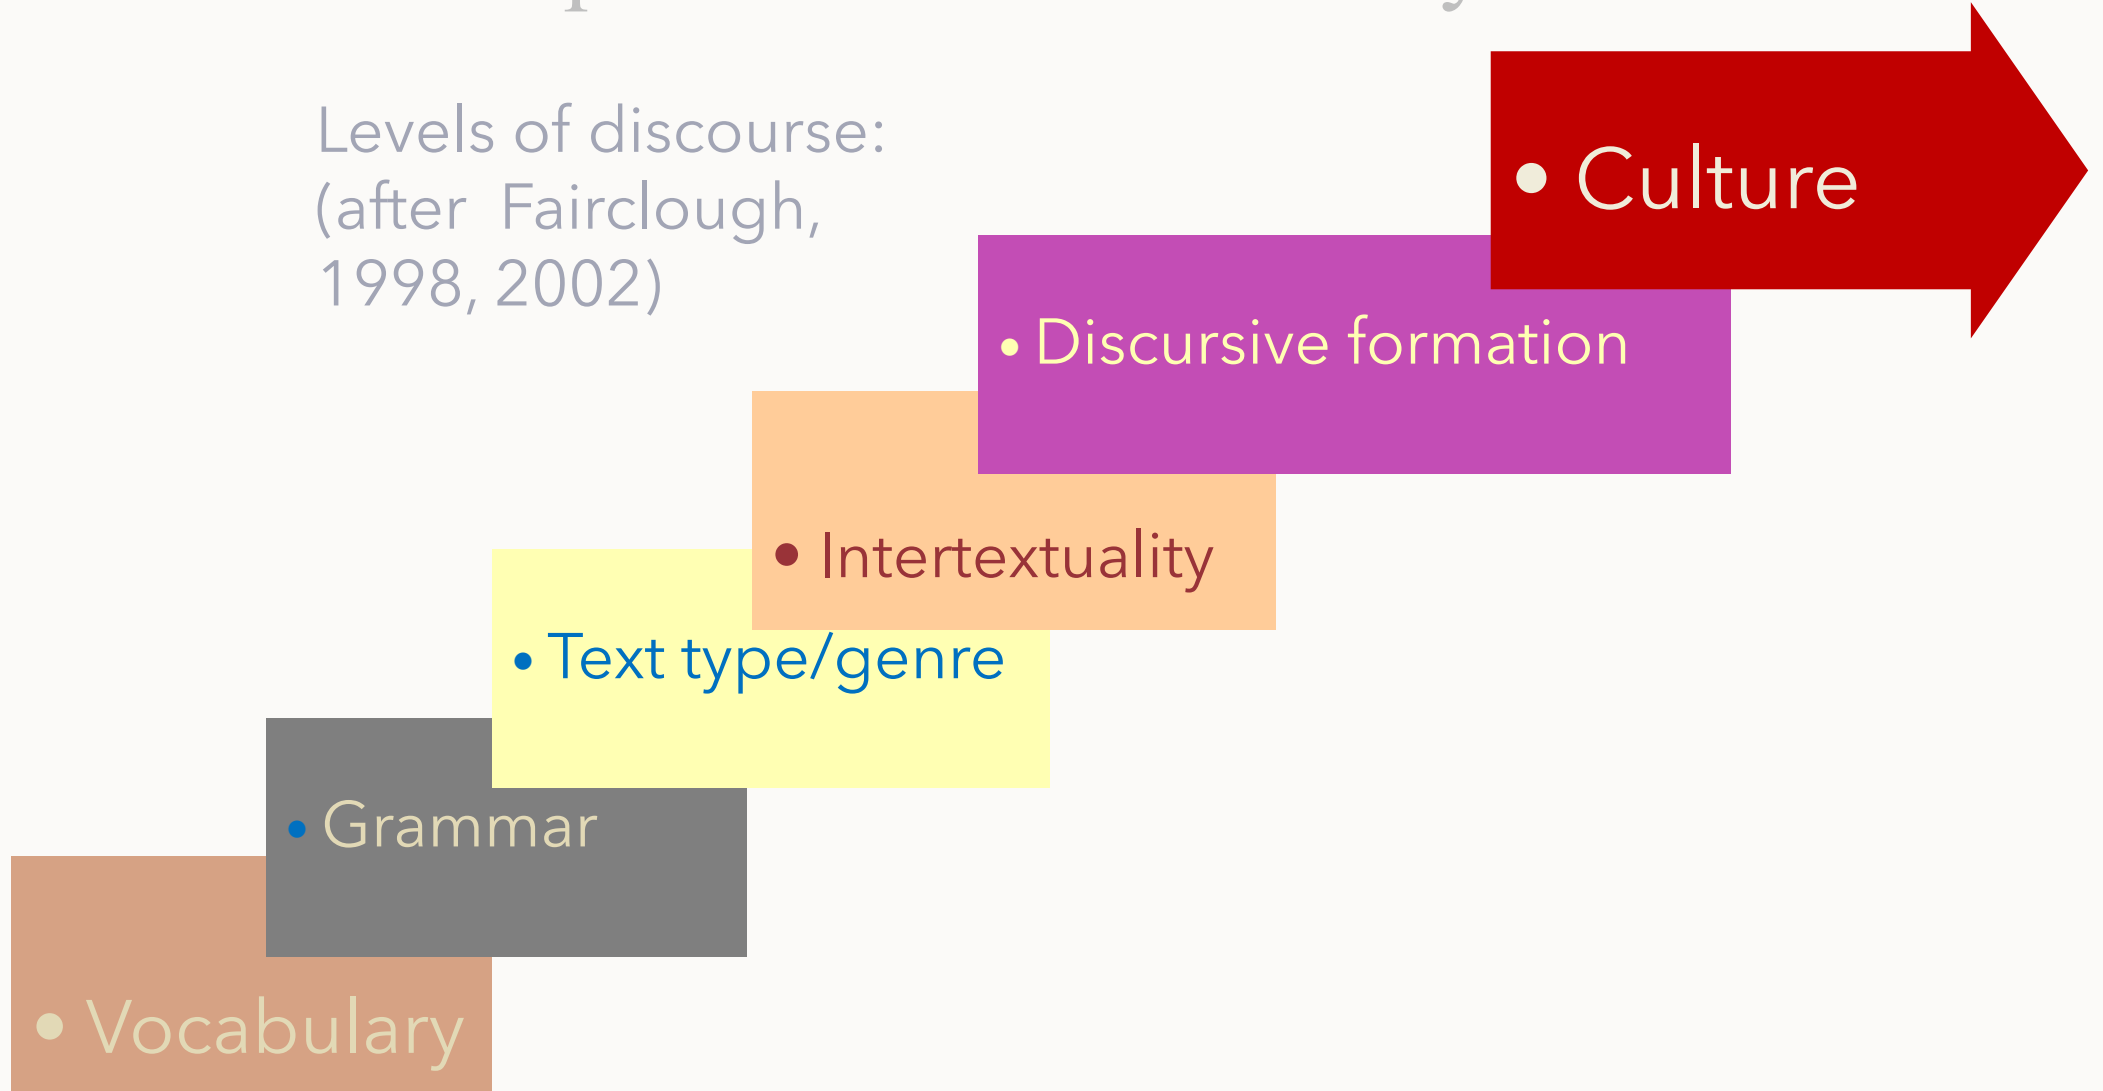 Levels of discourse:
(after Fairclough,
1998, 2002)
• Culture
• Discursive formation
• Intertextuality
• Text type/genre
• Grammar
• Vocabulary